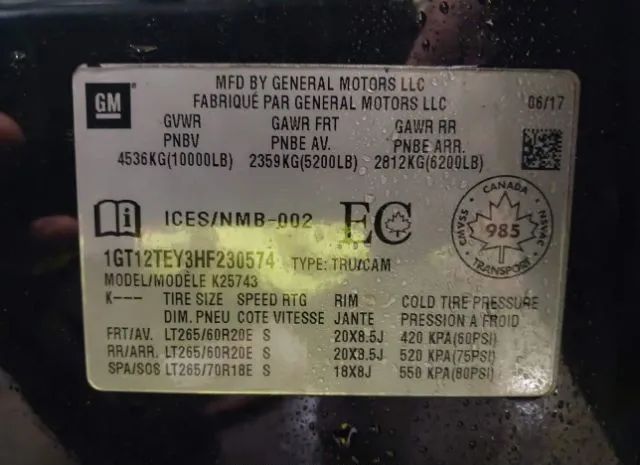 GM
MFD BY GENERAL MOTORS LLC
FABRIQUÉ PAR GENERAL MOTORS LLC 06/17
GVWR GAWR FRT GAWR RR
PNBV PNBE AV. PNBE ARR.
4536KG(10000LB) 2359KG(5200LB) 2812KG(6200LB)
ICES/NMB-002 EC
CANADA
CMVSS 985 NSVAC
TRANSPORT
1GT12TEY3HF230574 TYPE: TRU/CAM
MODEL/MODÈLE K25743
K--- TIRE SIZE SPEED RTG RIM COLD TIRE PRESSURE
DIM. PNEU COTE VITESSE JANTE PRESSION A FROID
FRT/AV. LT265/60R20E S 20X8.5J 420 KPA(60PSI)
RR/ARR. LT265/60R20E S 20X8.5J 520 KPA(75PSI)
SPA/SOS LT265/70R18E S 18X8J 550 KPA(80PSI)